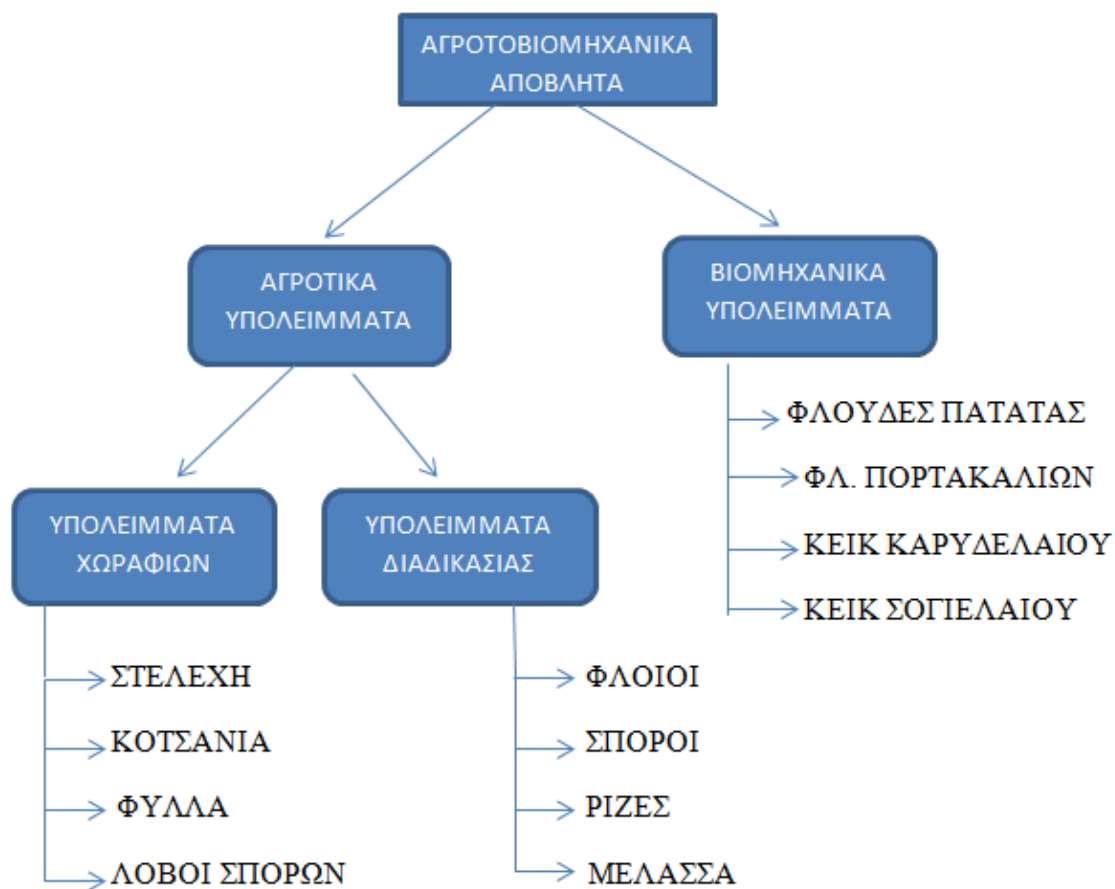 ΑΓΡΟΤΟΒΙΟΜΗΧΑΝΙΚΑ
ΑΠΟΒΛΗΤΑ
ΑΓΡΟΤΙΚΑ
ΥΠΟΛΕΙΜΜΑΤΑ
ΒΙΟΜΗΧΑΝΙΚΑ
ΥΠΟΛΕΙΜΜΑΤΑ
ΦΛΟΥΔΕΣ ΠΑΤΑΤΑΣ
ΦΛ. ΠΟΡΤΑΚΑΛΙΩΝ
ΚΕΙΚ ΚΑΡΥΔΕΛΑΙΟΥ
ΚΕΙΚ ΣΟΓΙΕΛΑΙΟΥ
ΥΠΟΛΕΙΜΜΑΤΑ
ΧΩΡΑΦΙΩΝ
ΥΠΟΛΕΙΜΜΑΤΑ
ΔΙΑΔΙΚΑΣΙΑΣ
ΣΤΕΛΕΧΗ
ΚΟΤΣΑΝΙΑ
ΦΥΛΛΑ
ΛΟΒΟΙ ΣΠΟΡΩΝ
ΦΛΟΙΟΙ
ΣΠΟΡΟΙ
ΡΙΖΕΣ
ΜΕΛΑΣΣΑ